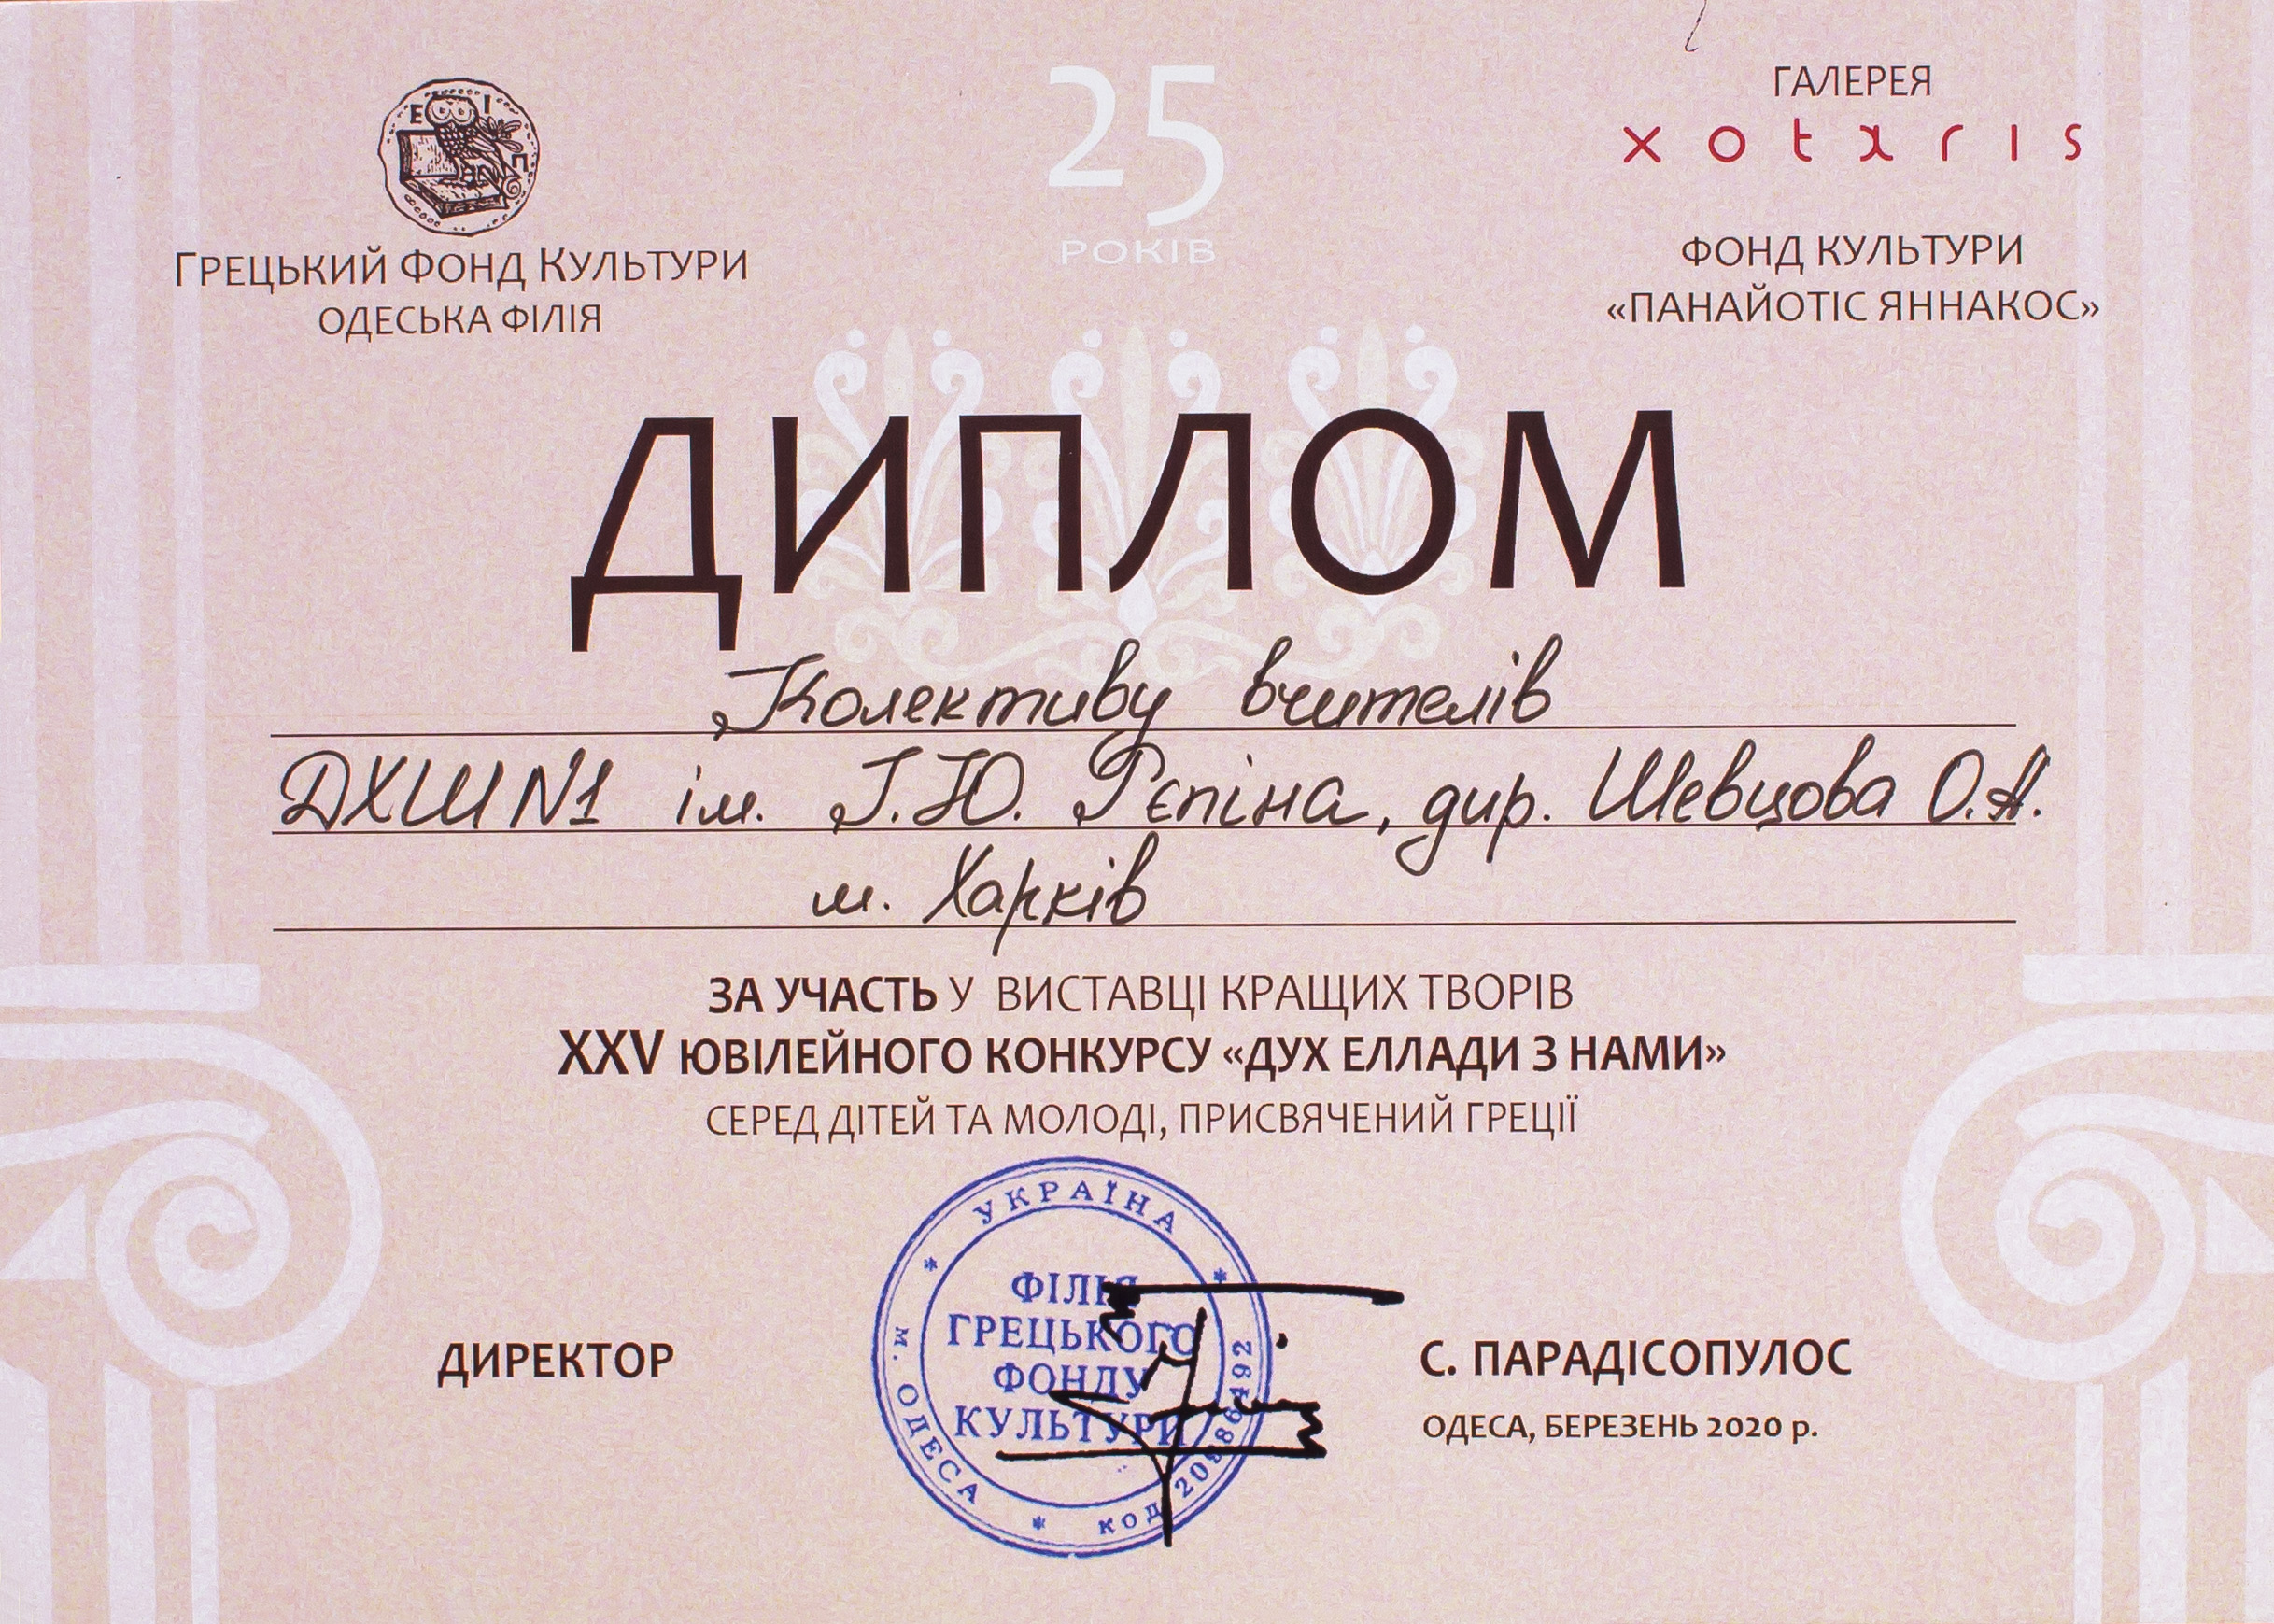 Е І
П
ГРЕЦЬКИЙ ФОНД КУЛЬТУРИ
ОДЕСЬКА ФІЛІЯ
25
РОКІВ
ГАЛЕРЕЯ
xotaris
ФОНД КУЛЬТУРИ
«ПАНАЙОТІС ЯННАКОС»
ДИПЛОМ
Колективу вчителів
ДХШ №1 ім. І.Ю. Рєпіна, дир. Шевцова О.А.
м. Харків
ЗА УЧАСТЬ У ВИСТАВЦІ КРАЩИХ ТВОРІВ
XXV ЮВІЛЕЙНОГО КОНКУРСУ «ДУХ ЕЛЛАДИ З НАМИ»
СЕРЕД ДІТЕЙ ТА МОЛОДІ, ПРИСВЯЧЕНИЙ ГРЕЦІЇ
ДИРЕКТОР
* УКРАЇНА *
м. ОДЕСА * КОД
ФІЛІЯ
ГРЕЦЬКОГО
ФОНДУ
КУЛЬТУРИ
С. ПАРАДІСОПУЛОС
ОДЕСА, БЕРЕЗЕНЬ 2020 р.